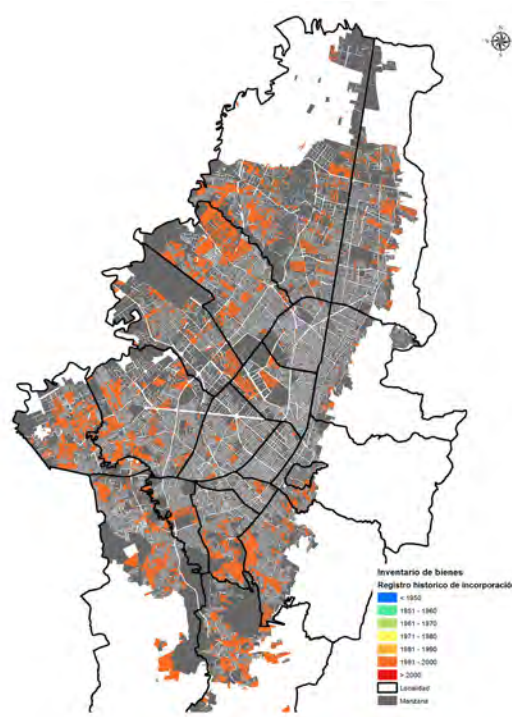 Inventario de bienes
Registro historico de incorporació
< 1950
1951 - 1960
1961 - 1970
1971 - 1980
1981 - 1990
1991 - 2000
> 2000
Localidad
Manzana